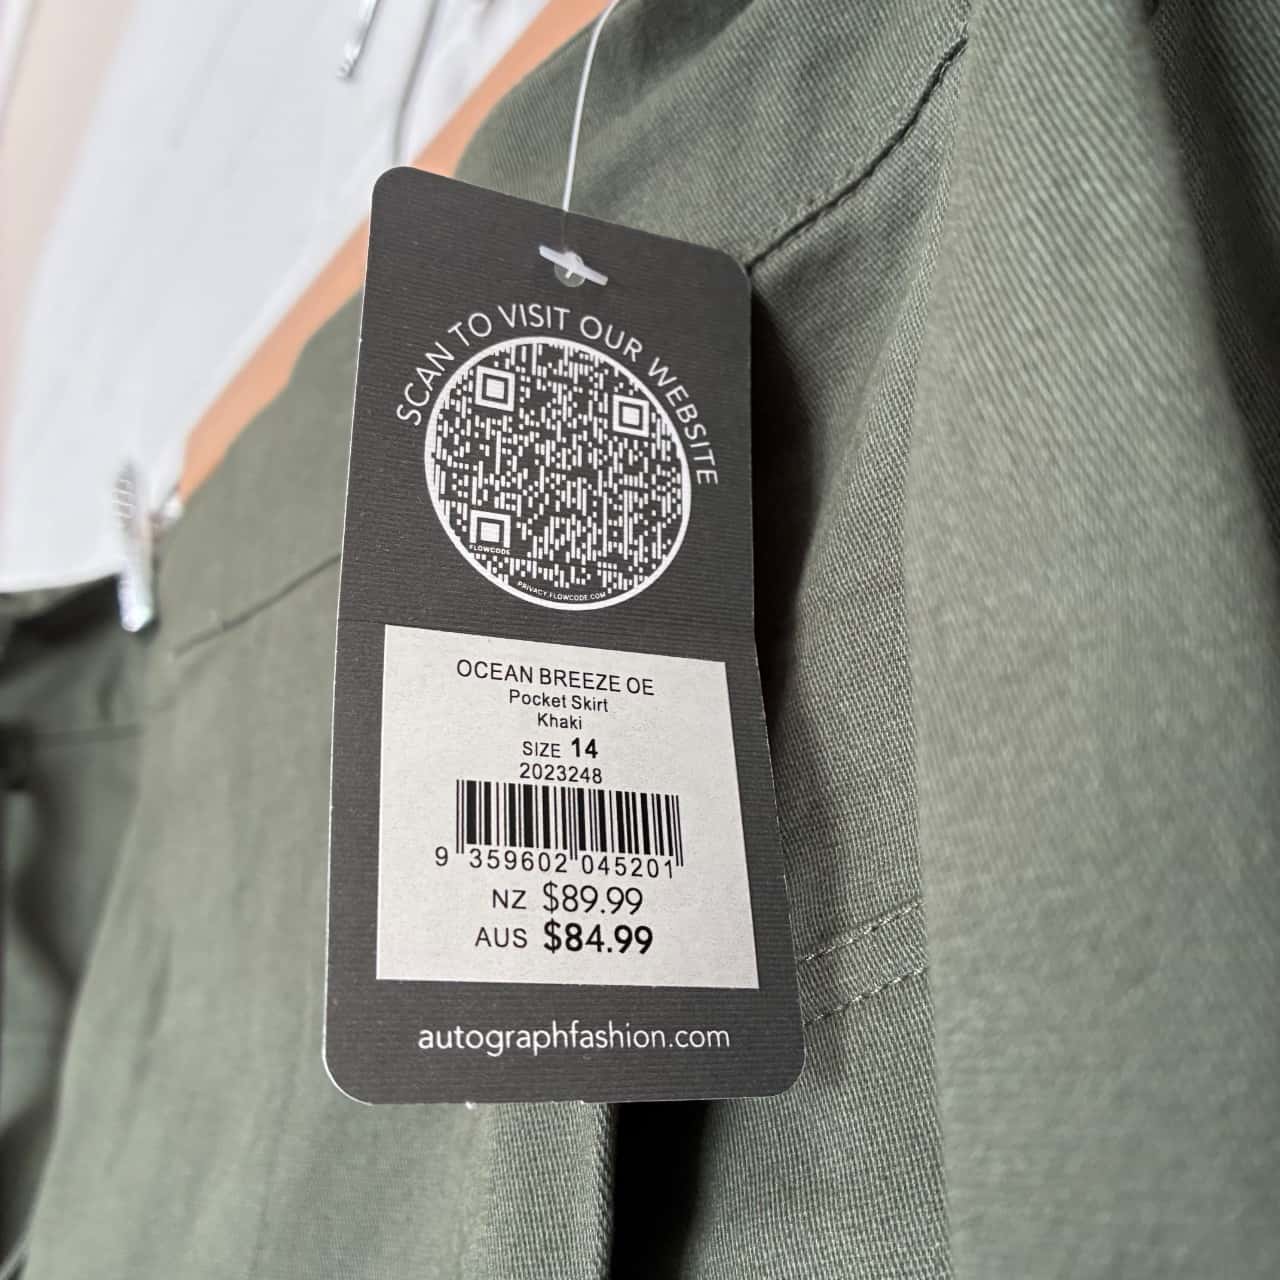 SCAN TO VISIT OUR WEBSITE
FLOWCODE
PRIVACY.FLOWCODE.COM
OCEAN BREEZE OE
Pocket Skirt
Khaki
SIZE 14
2023248
9 359602 045201
NZ $89.99
AUS $84.99
autographfashion.com